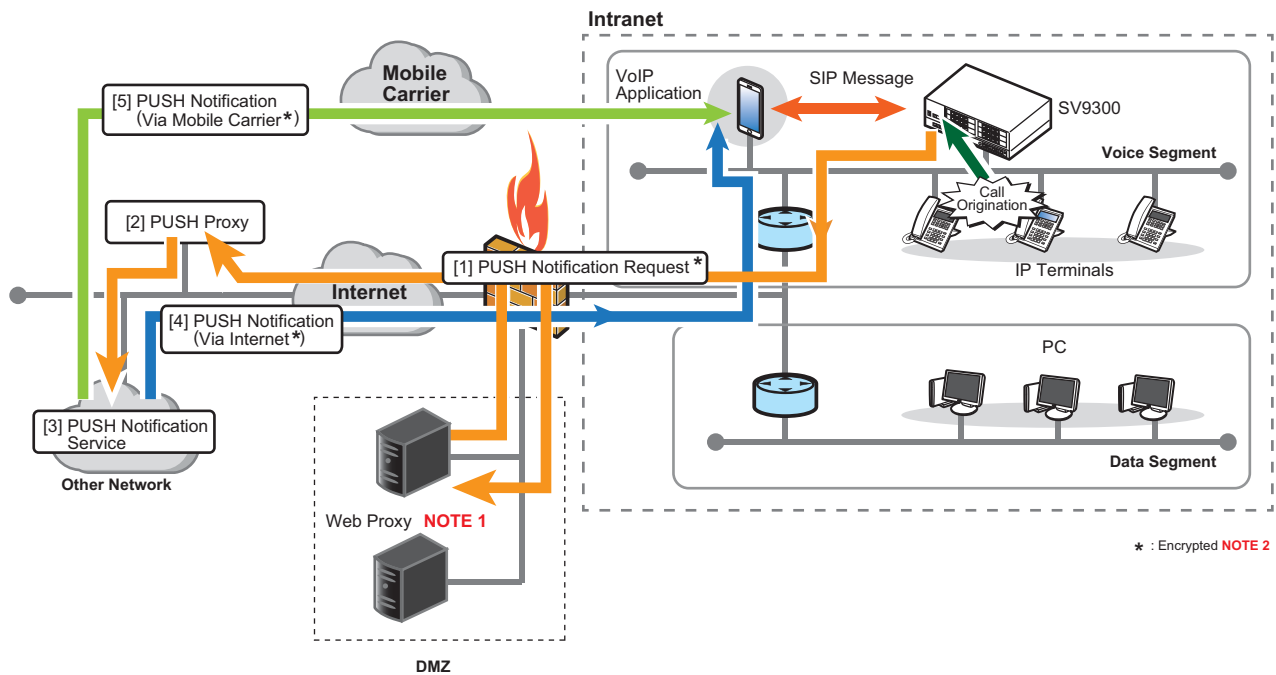 Intranet
[5] PUSH Notification
(Via Mobile Carrier*)
Mobile
Carrier
VoIP
Application
SIP Message
SV9300
Voice Segment
Call
Origination
IP Terminals
[2] PUSH Proxy
[1] PUSH Notification Request*
Internet
[4] PUSH Notification
(Via Internet*)
[3] PUSH Notification
Service
Other Network
PC
Data Segment
Web Proxy NOTE 1
DMZ
* : Encrypted NOTE 2